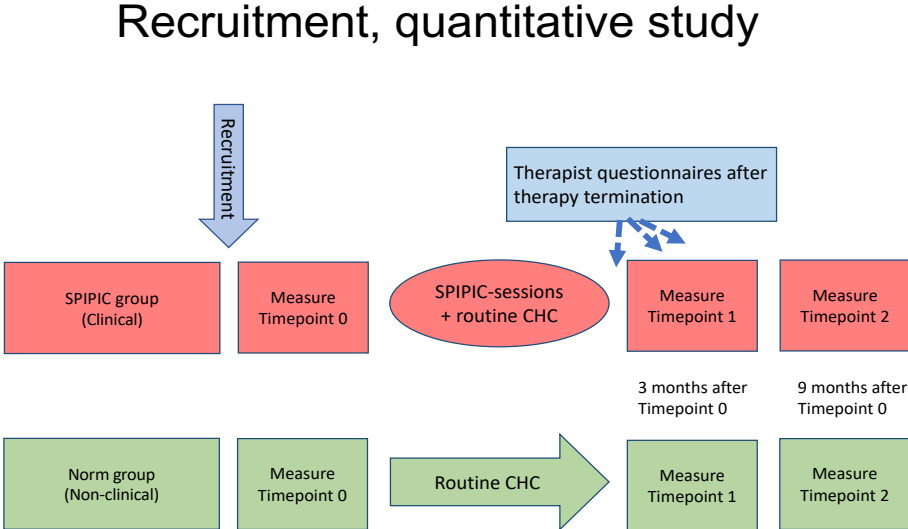 Recruitment, quantitative study
Recruitment
Therapist questionnaires after
therapy termination
SPIPIC group
(Clinical)
Measure
Timepoint 0
SPIPIC-sessions
+ routine CHC
Measure
Timepoint 1
Measure
Timepoint 2
3 months after
Timepoint 0
9 months after
Timepoint 0
Norm group
(Non-clinical)
Measure
Timepoint 0
Routine CHC
Measure
Timepoint 1
Measure
Timepoint 2